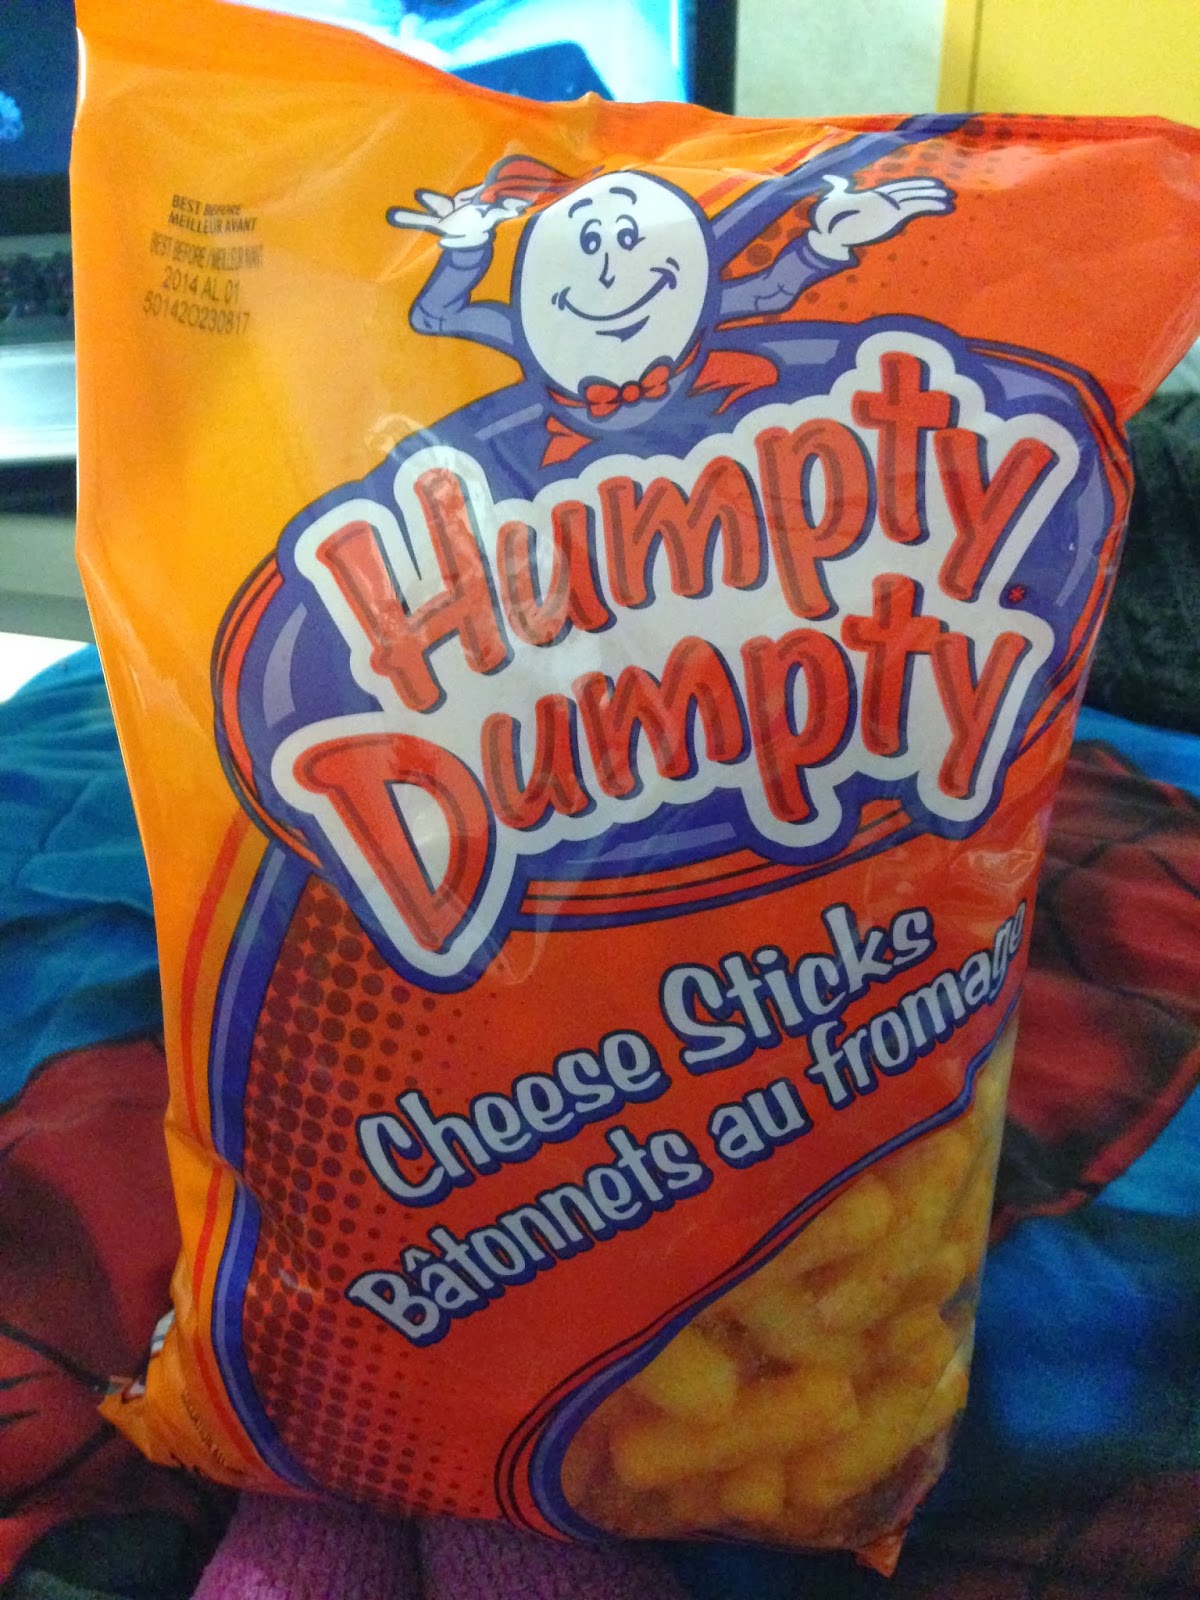 BEST BEFORE
MEILLEUR AVANT
BEST BEFORE/MEILLEUR AVANT
2014 AL 01
501420230817
Humpty
Dumpty
Cheese Sticks
Bâtonnets au fromage